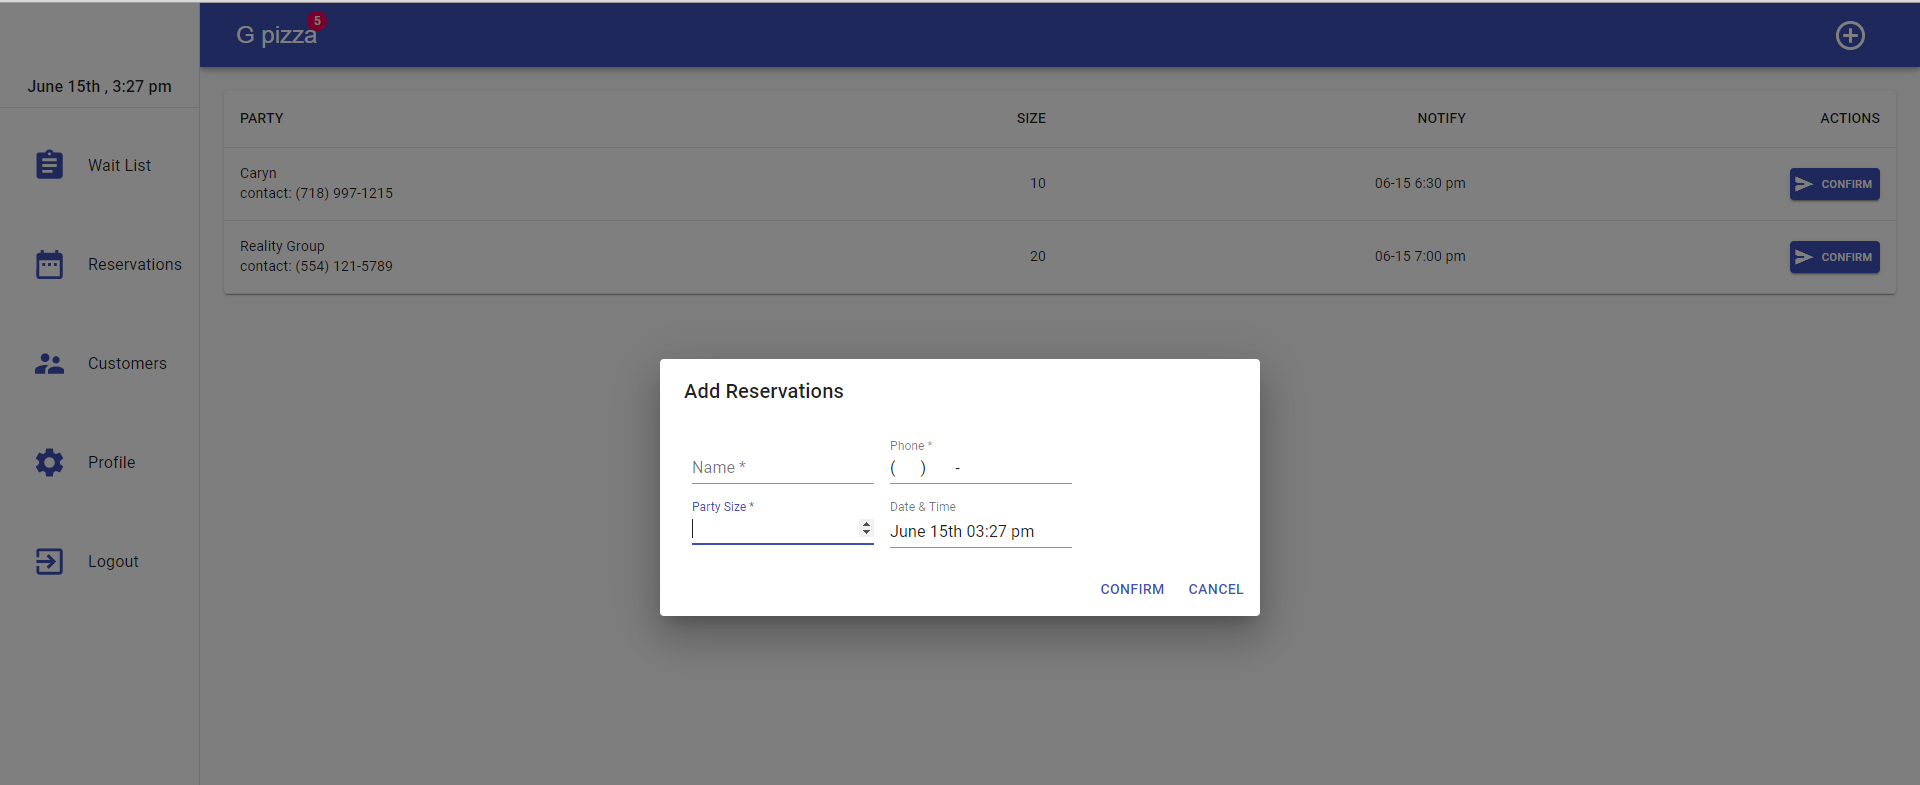 G pizza 5
June 15th , 3:27 pm
Wait List
Reservations
Customers
Profile
Logout
PARTY SIZE NOTIFY ACTIONS
Caryn
contact: (718) 997-1215
10 06-15 6:30 pm CONFIRM
Reality Group
contact: (554) 121-5789
20 06-15 7:00 pm CONFIRM
Add Reservations
Name *
Phone *
( ) -
Party Size *
Date & Time
June 15th 03:27 pm
CONFIRM CANCEL